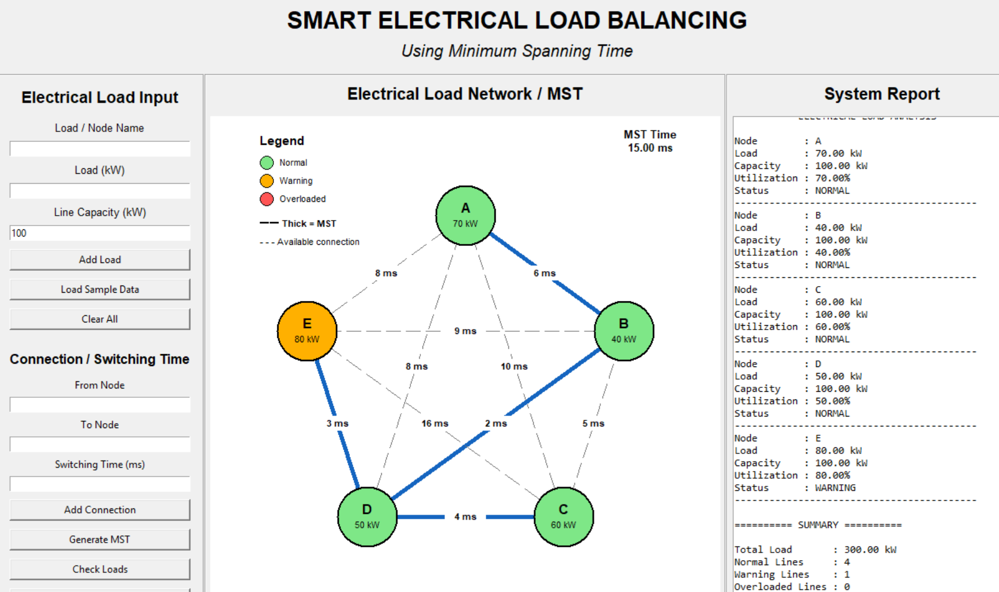 SMART ELECTRICAL LOAD BALANCING
Using Minimum Spanning Time
Electrical Load Input
Load / Node Name
Load (kW)
Line Capacity (kW)
100
Add Load
Load Sample Data
Clear All
Connection / Switching Time
From Node
To Node
Switching Time (ms)
Add Connection
Generate MST
Check Loads
Electrical Load Network / MST
Legend
Normal
Warning
Overloaded
Thick = MST
--- Available connection
MST Time
15.00 ms
A
70 kW
8 ms
6 ms
E
80 kW
9 ms
B
40 kW
8 ms
10 ms
3 ms
16 ms
2 ms
5 ms
D
50 kW
4 ms
C
60 kW
System Report
ELECTRICAL LOAD ANALYSIS
Node : A
Load : 70.00 kW
Capacity : 100.00 kW
Utilization : 70.00%
Status : NORMAL
----------------------------------------
Node : B
Load : 40.00 kW
Capacity : 100.00 kW
Utilization : 40.00%
Status : NORMAL
----------------------------------------
Node : C
Load : 60.00 kW
Capacity : 100.00 kW
Utilization : 60.00%
Status : NORMAL
----------------------------------------
Node : D
Load : 50.00 kW
Capacity : 100.00 kW
Utilization : 50.00%
Status : NORMAL
----------------------------------------
Node : E
Load : 80.00 kW
Capacity : 100.00 kW
Utilization : 80.00%
Status : WARNING
----------------------------------------
========== SUMMARY ==========
Total Load : 300.00 kW
Normal Lines : 4
Warning Lines : 1
Overloaded Lines : 0